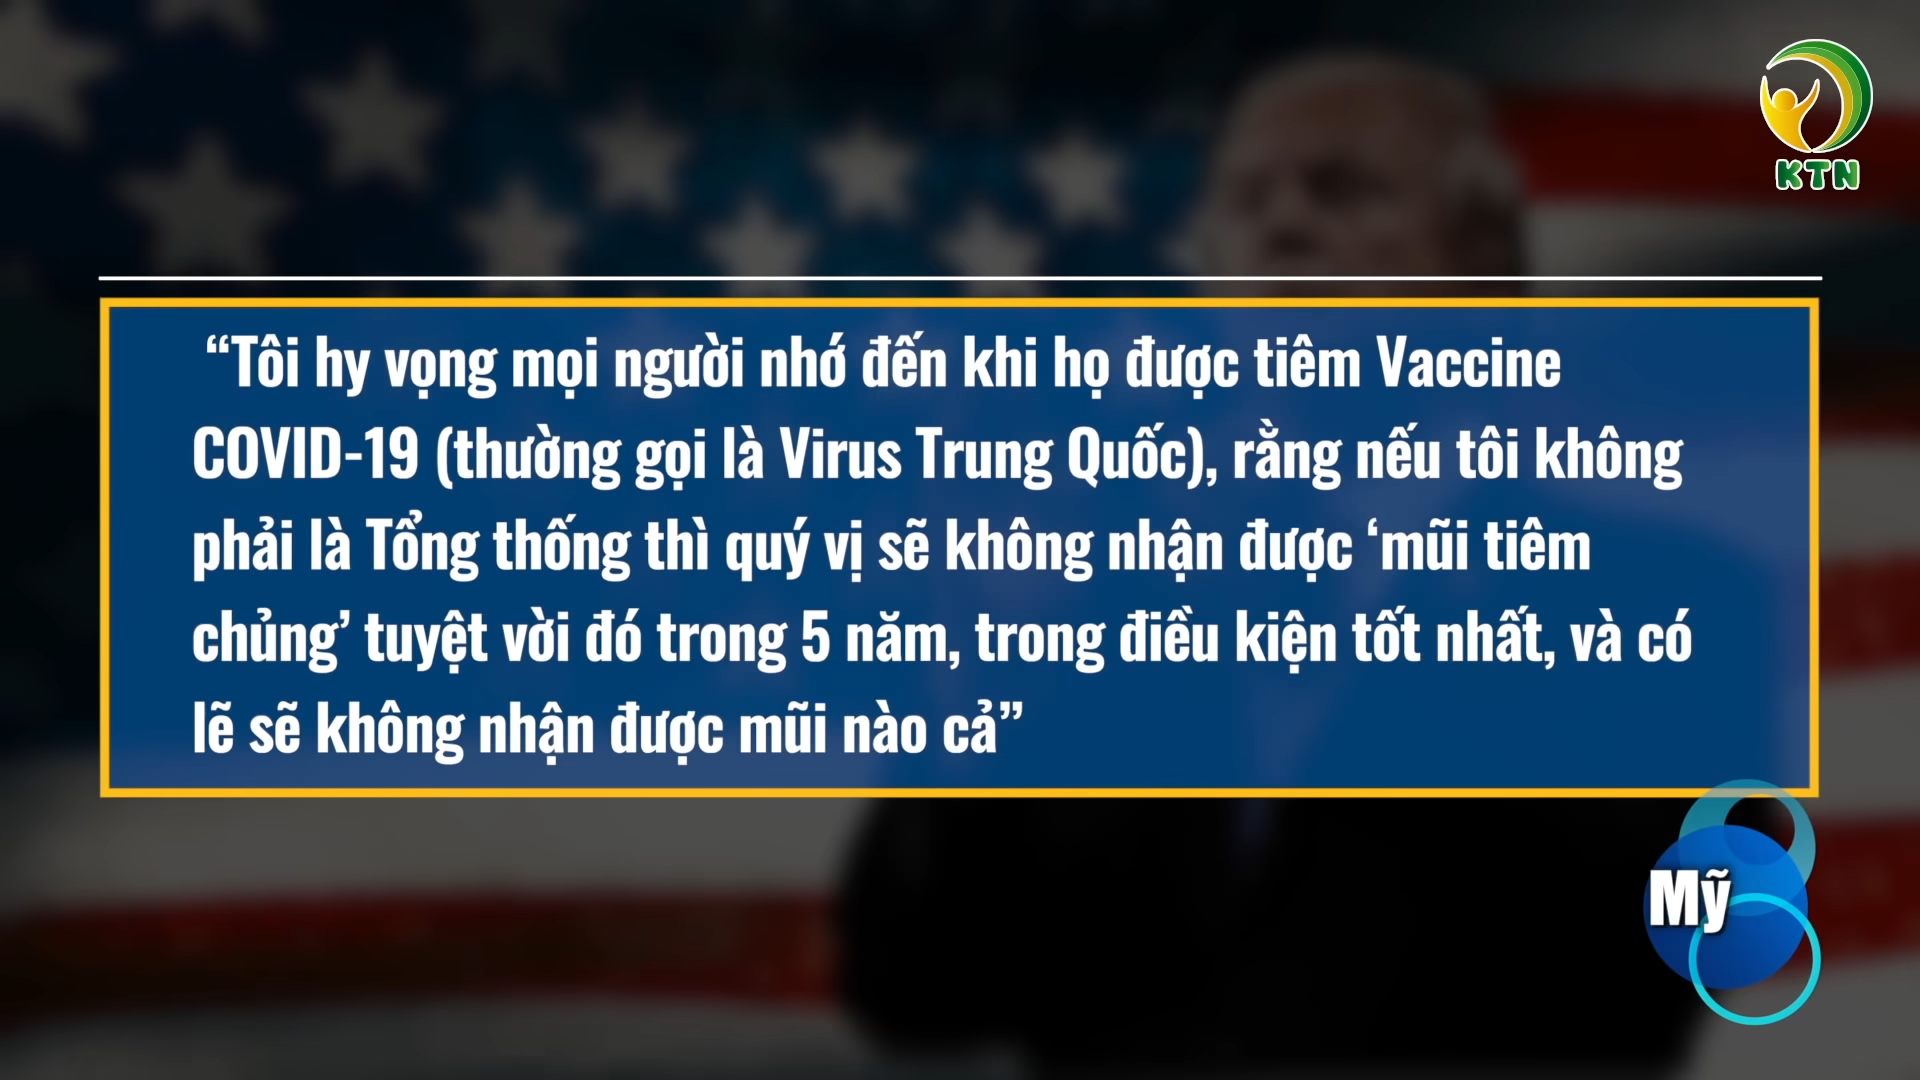 KTN
“Tôi hy vọng mọi người nhớ đến khi họ được tiêm Vaccine
COVID-19 (thường gọi là Virus Trung Quốc), rằng nếu tôi không
phải là Tổng thống thì quý vị sẽ không nhận được ‘mũi tiêm
chủng’ tuyệt vời đó trong 5 năm, trong điều kiện tốt nhất, và có
lẽ sẽ không nhận được mũi nào cả”
Mỹ